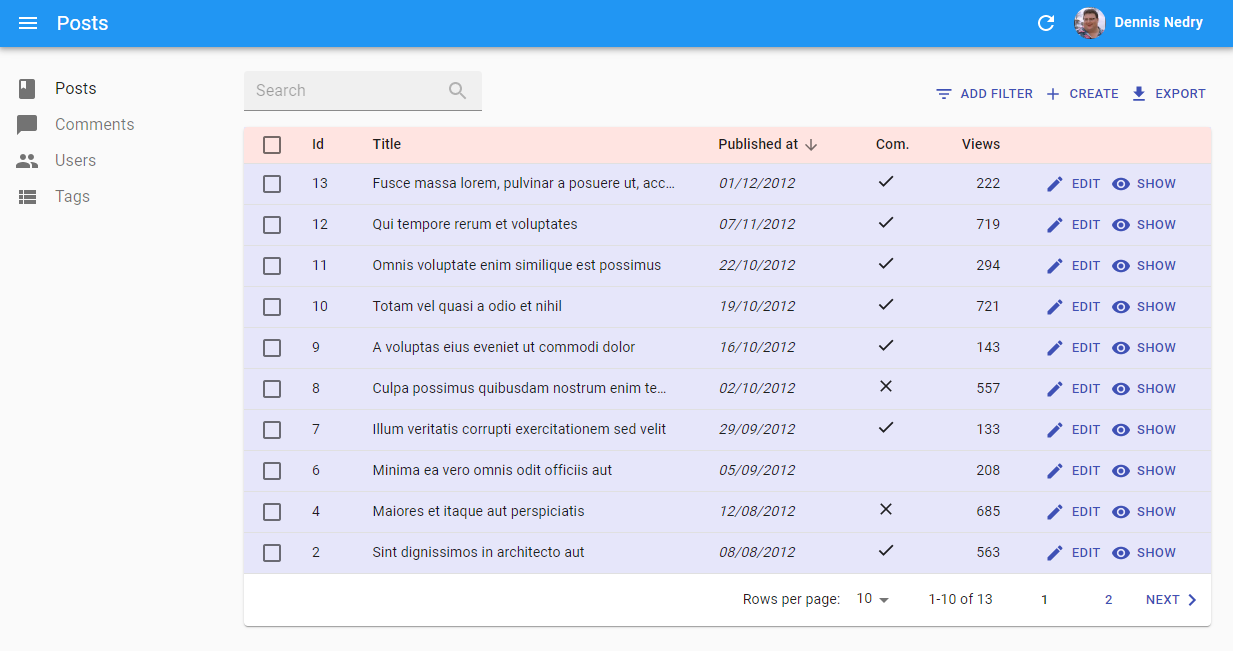 Posts
Dennis Nedry
Posts
Comments
Users
Tags
Search
ADD FILTER CREATE EXPORT
Id Title Published at Com. Views
13 Fusce massa lorem, pulvinar a posuere ut, acc... 01/12/2012 222 EDIT SHOW
12 Qui tempore rerum et voluptates 07/11/2012 719 EDIT SHOW
11 Omnis voluptate enim similique est possimus 22/10/2012 294 EDIT SHOW
10 Totam vel quasi a odio et nihil 19/10/2012 721 EDIT SHOW
9 A voluptas eius eveniet ut commodi dolor 16/10/2012 143 EDIT SHOW
8 Culpa possimus quibusdam nostrum enim te... 02/10/2012 557 EDIT SHOW
7 Illum veritatis corrupti exercitationem sed velit 29/09/2012 133 EDIT SHOW
6 Minima ea vero omnis odit officiis aut 05/09/2012 208 EDIT SHOW
4 Maiores et itaque aut perspiciatis 12/08/2012 685 EDIT SHOW
2 Sint dignissimos in architecto aut 08/08/2012 563 EDIT SHOW
Rows per page: 10 1-10 of 13 1 2 NEXT